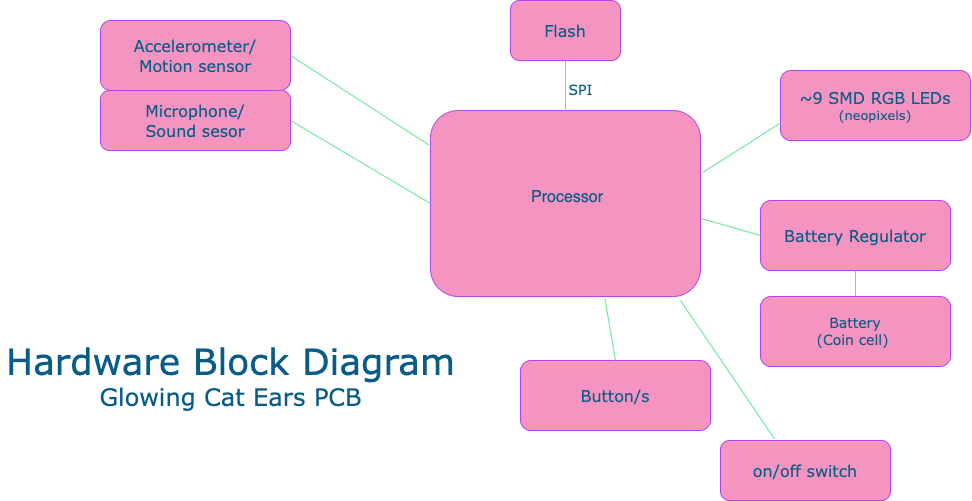 Flash
Accelerometer/
Motion sensor
SPI
~9 SMD RGB LEDs
(neopixels)
Microphone/
Sound sesor
Processor
Battery Regulator
Battery
(Coin cell)
Hardware Block Diagram
Glowing Cat Ears PCB
Button/s
on/off switch